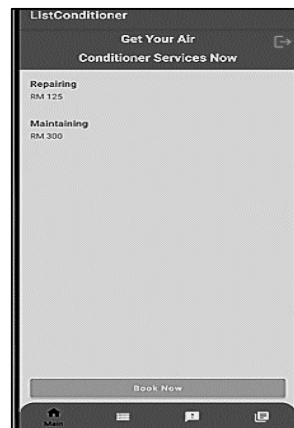 ListConditioner
Get Your Air
Conditioner Services Now
Repairing
RM 125
Maintaining
RM 300
Book Now
Main